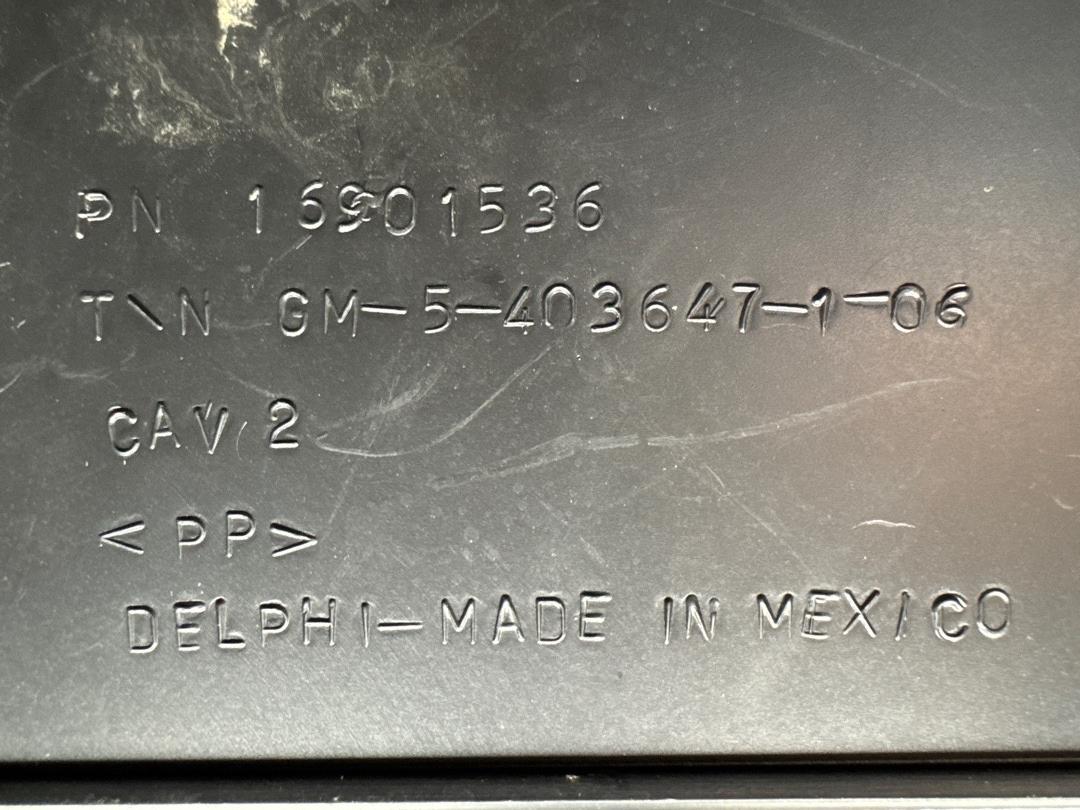 PN 16901536
T\N GM-5-403647-1-06
CAV 2
<PP>
DELPHI-MADE IN MEXICO